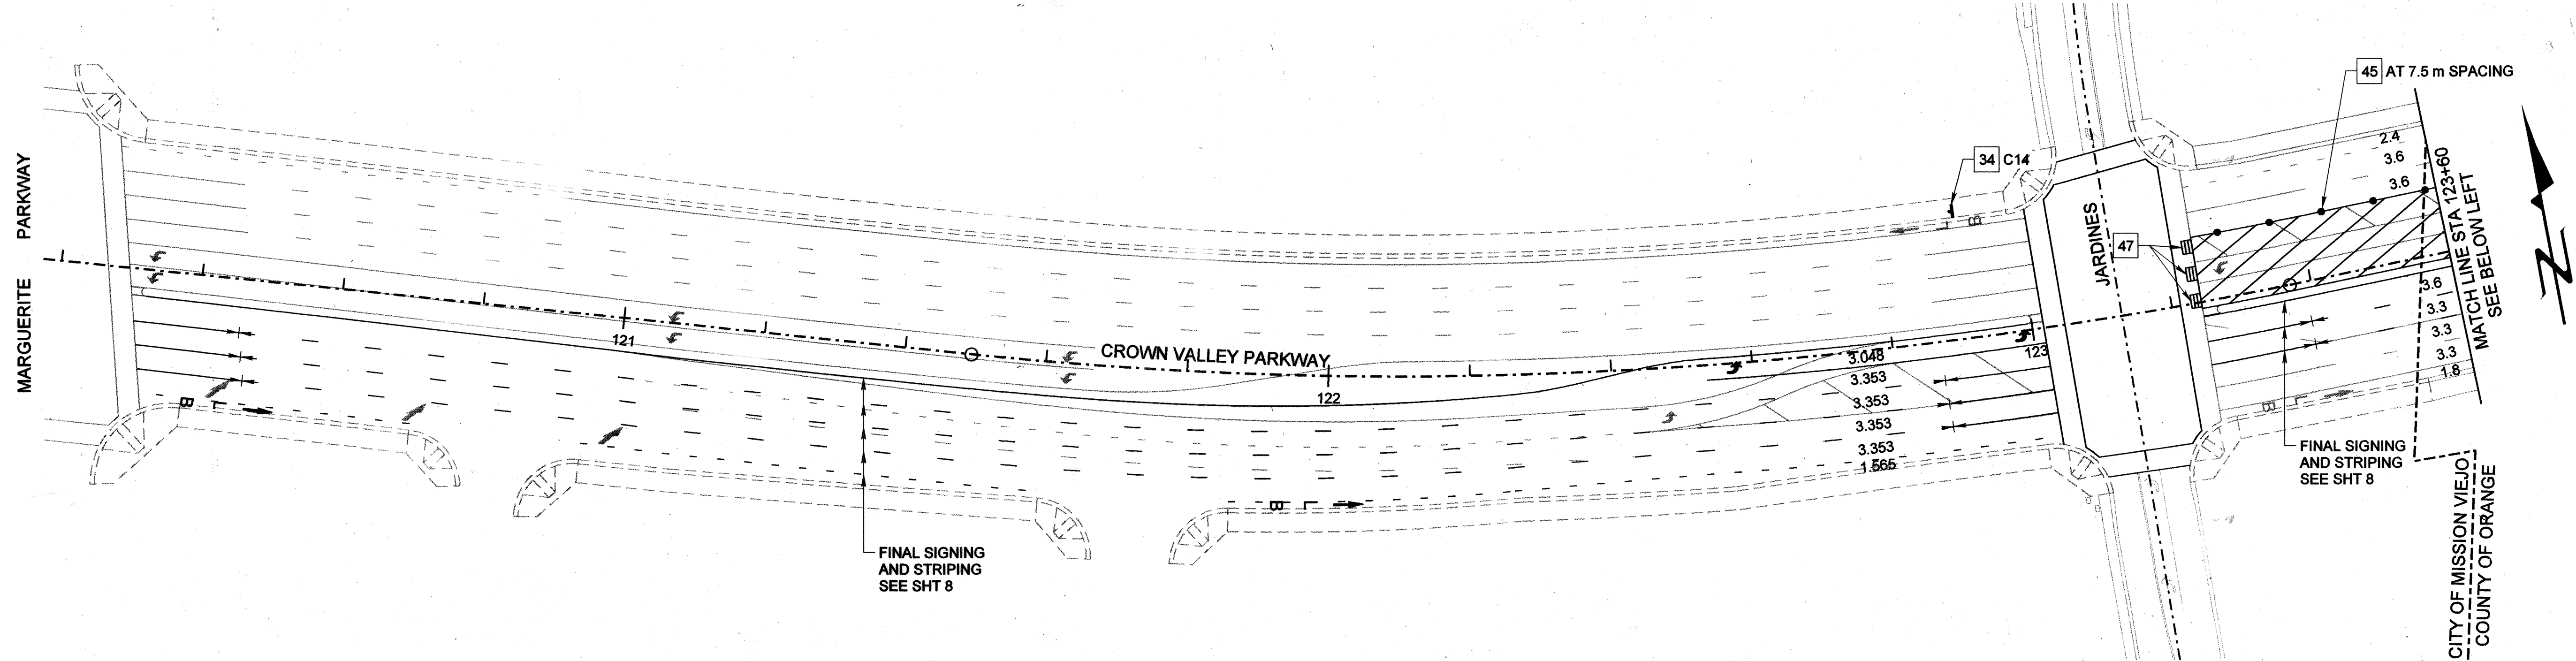 MARGUERITE PARKWAY
121
CROWN VALLEY PARKWAY
122
123
B L
B L
B L
B L
FINAL SIGNING
AND STRIPING
SEE SHT 8
34 C14
3.048
3.353
3.353
3.353
3.353
1.565
JARDINES
47
45 AT 7.5 m SPACING
2.4
3.6
3.6
3.6
3.3
3.3
3.3
1.8
MATCH LINE STA 123+60
SEE BELOW LEFT
FINAL SIGNING
AND STRIPING
SEE SHT 8
CITY OF MISSION VIEJO
COUNTY OF ORANGE
N